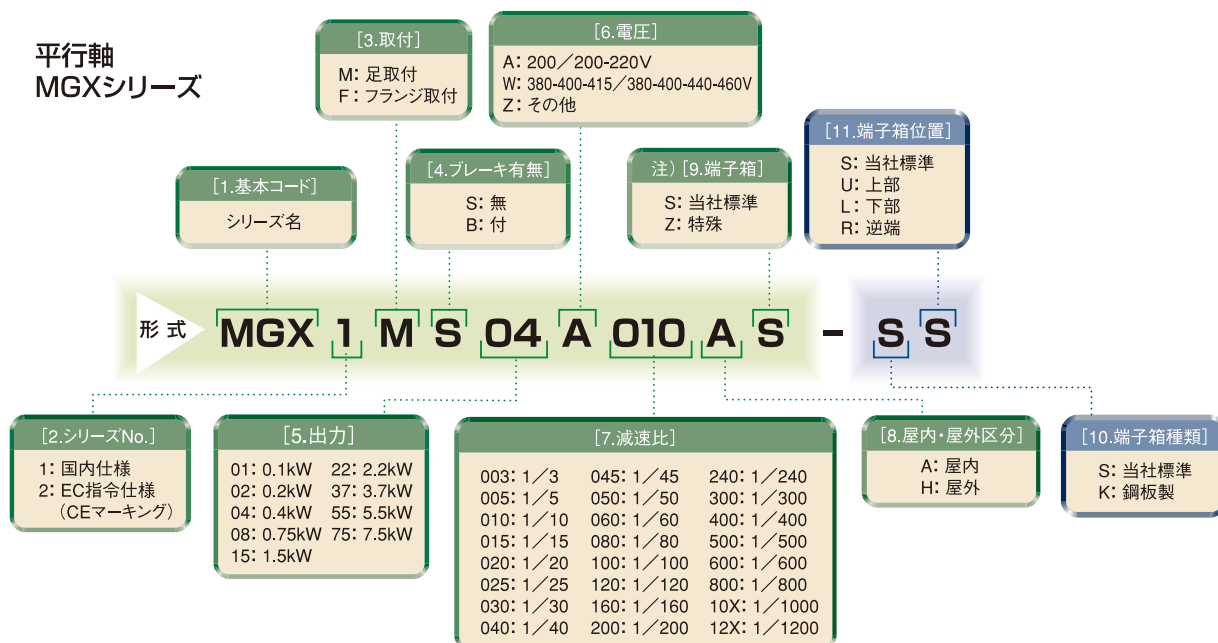 平行軸
MGXシリーズ
[1.基本コード]
シリーズ名
[3.取付]
M: 足取付
F: フランジ取付
[4.ブレーキ有無]
S: 無
B: 付
[6.電圧]
A: 200／200-220V
W: 380-400-415／380-400-440-460V
Z: その他
注) [9.端子箱]
S: 当社標準
Z: 特殊
[11.端子箱位置]
S: 当社標準
U: 上部
L: 下部
R: 逆端
形式 MGX 1 M S 04 A 010 A S - S S
[2.シリーズNo.]
1: 国内仕様
2: EC指令仕様
(CEマーキング)
[5.出力]
01: 0.1kW 22: 2.2kW
02: 0.2kW 37: 3.7kW
04: 0.4kW 55: 5.5kW
08: 0.75kW 75: 7.5kW
15: 1.5kW
[7.減速比]
003: 1／3 045: 1／45 240: 1／240
005: 1／5 050: 1／50 300: 1／300
010: 1／10 060: 1／60 400: 1／400
015: 1／15 080: 1／80 500: 1／500
020: 1／20 100: 1／100 600: 1／600
025: 1／25 120: 1／120 800: 1／800
030: 1／30 160: 1／160 10X: 1／1000
040: 1／40 200: 1／200 12X: 1／1200
[8.屋内・屋外区分]
A: 屋内
H: 屋外
[10.端子箱種類]
S: 当社標準
K: 鋼板製